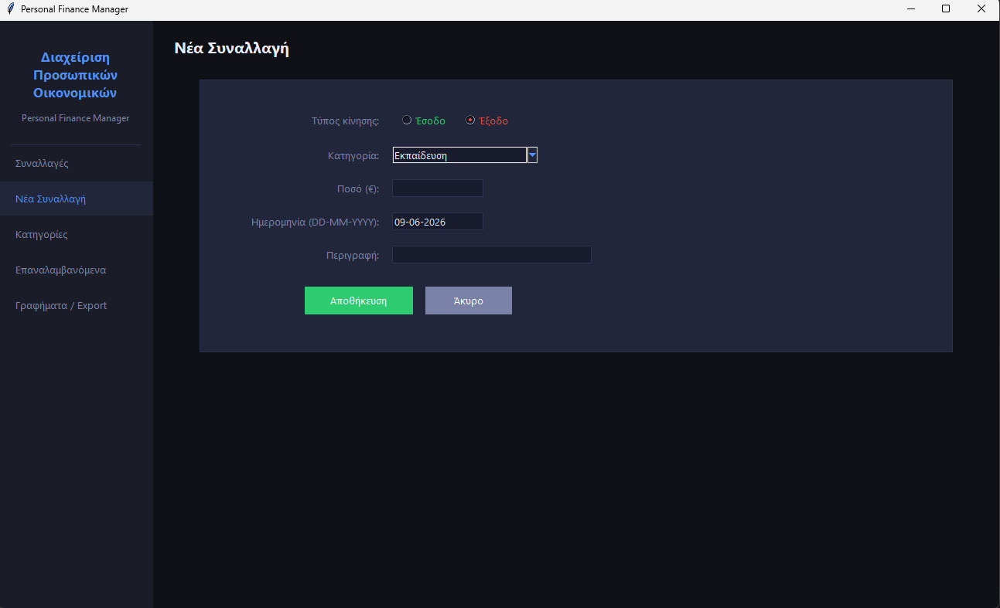 Personal Finance Manager
Διαχείριση
Προσωπικών
Οικονομικών
Personal Finance Manager
Συναλλαγές
Νέα Συναλλαγή
Κατηγορίες
Επαναλαμβανόμενα
Γραφήματα / Export
Νέα Συναλλαγή
Τύπος κίνησης: Έσοδο Έξοδο
Κατηγορία: Εκπαίδευση
Ποσό (€):
Ημερομηνία (DD-MM-YYYY): 09-06-2026
Περιγραφή:
Αποθήκευση Άκυρο